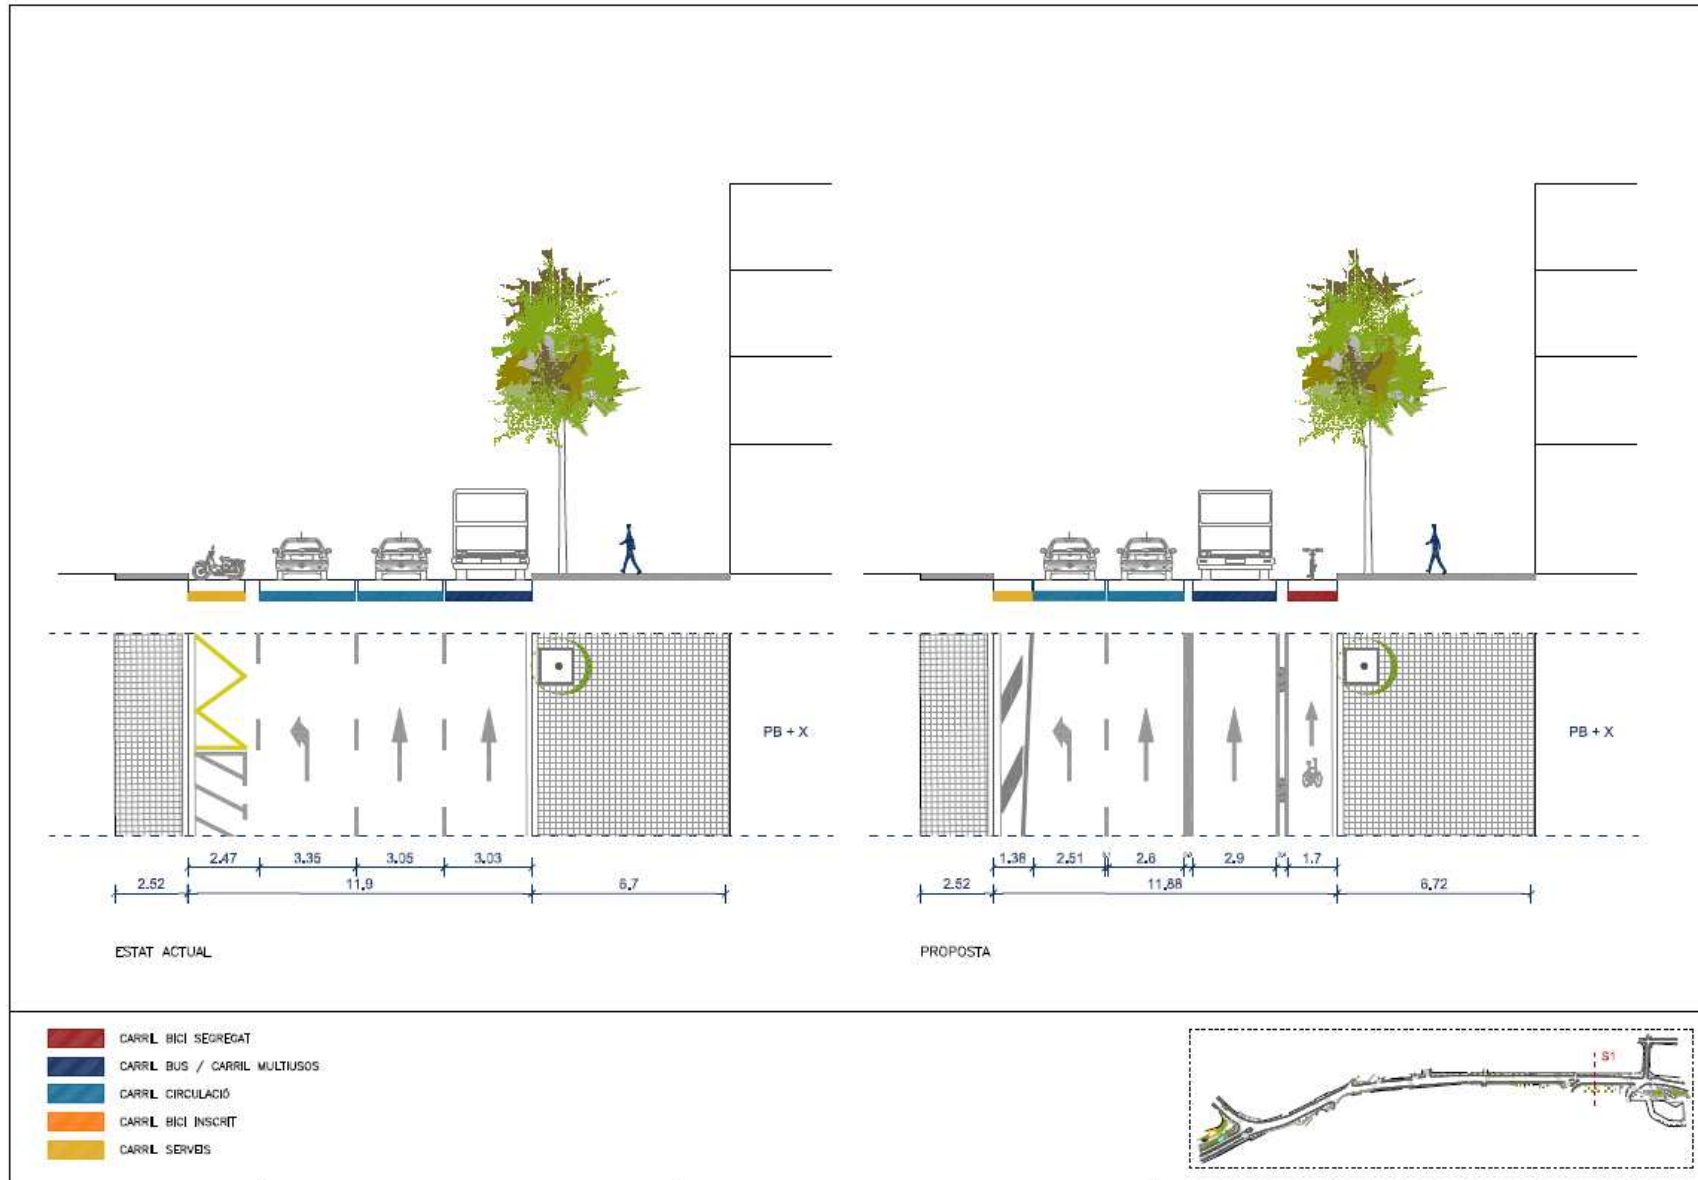 PB + X
PB + X
2.47 3.35 3.05 3.03
1.38 2.51 2.6 2.9 1.7
2.52 11.9 6.7
2.52 11.88 6.72
ESTAT ACTUAL
PROPOSTA
CARRIL BICI SEGREGAT
CARRIL BUS / CARRIL MULTIUSOS
CARRIL CIRCULACIÓ
CARRIL BICI INSCRIT
CARRIL SERVEIS
S1